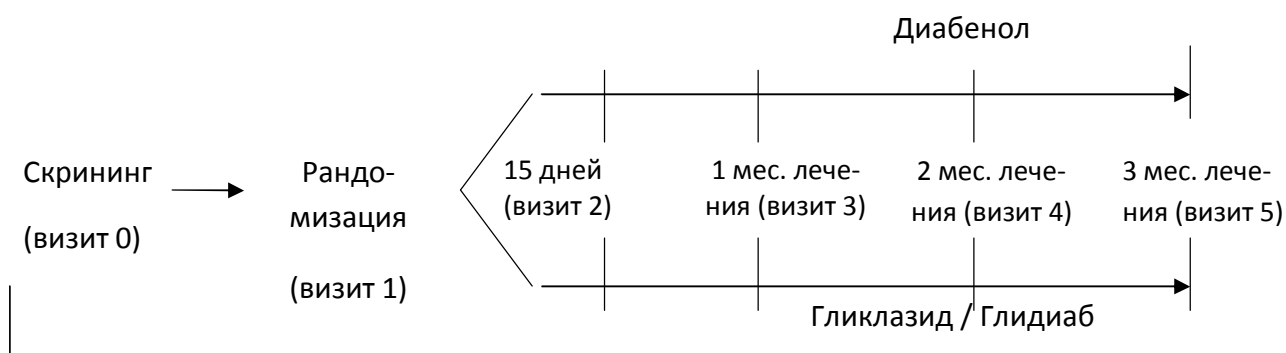 Диабенол
Скрининг
(визит 0)
Рандо-
мизация
(визит 1)
15 дней
(визит 2)
1 мес. лече-
ния (визит 3)
2 мес. лече-
ния (визит 4)
3 мес. лече-
ния (визит 5)
Гликлазид / Глидиаб